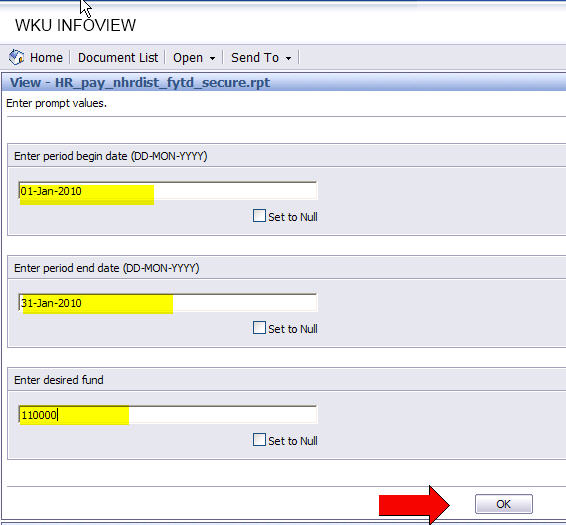 WKU INFOVIEW
Home Document List Open Send To
View - HR_pay_nhrdist_fytd_secure.rpt
Enter prompt values.
Enter period begin date (DD-MON-YYYY)
01-Jan-2010
Set to Null
Enter period end date (DD-MON-YYYY)
31-Jan-2010
Set to Null
Enter desired fund
110000
Set to Null
OK